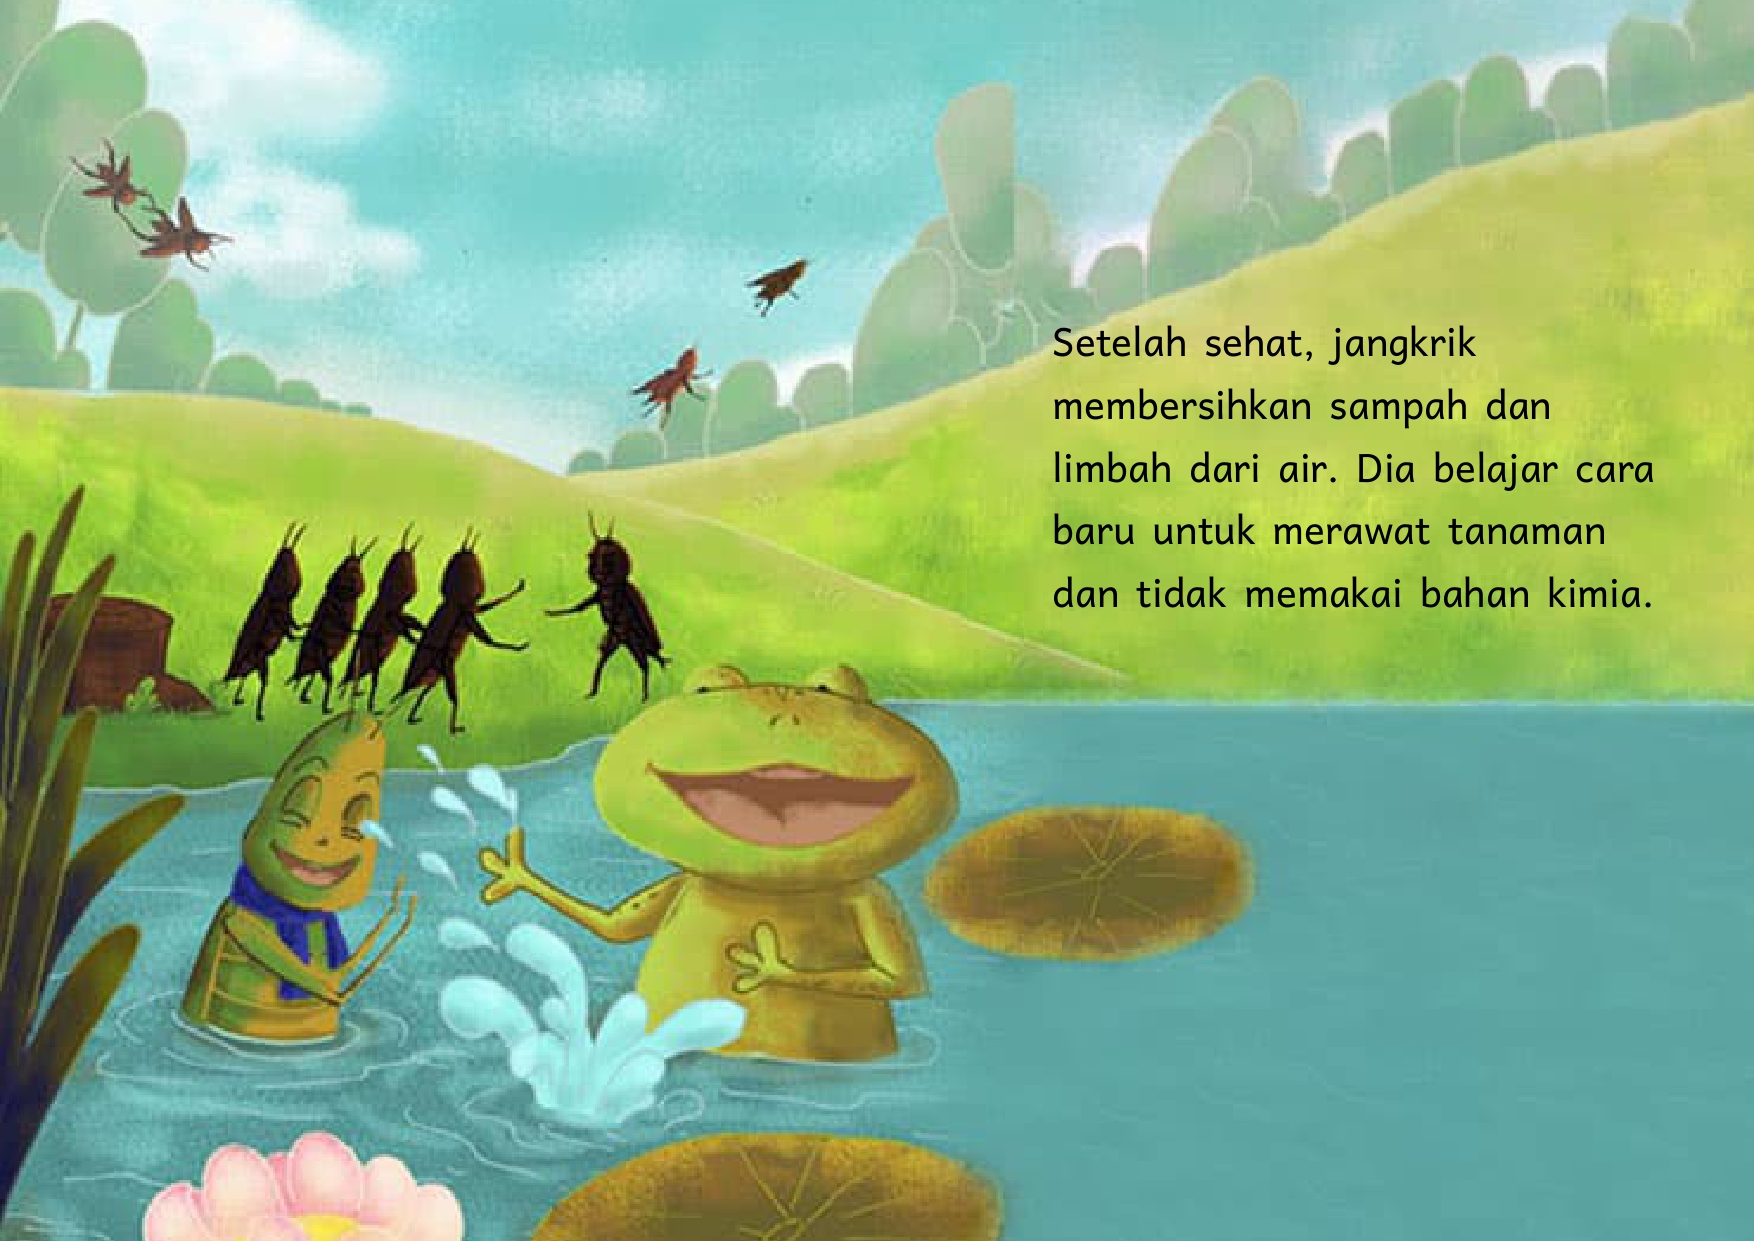 Setelah sehat, jangkrik
membersihkan sampah dan
limbah dari air. Dia belajar cara
baru untuk merawat tanaman
dan tidak memakai bahan kimia.